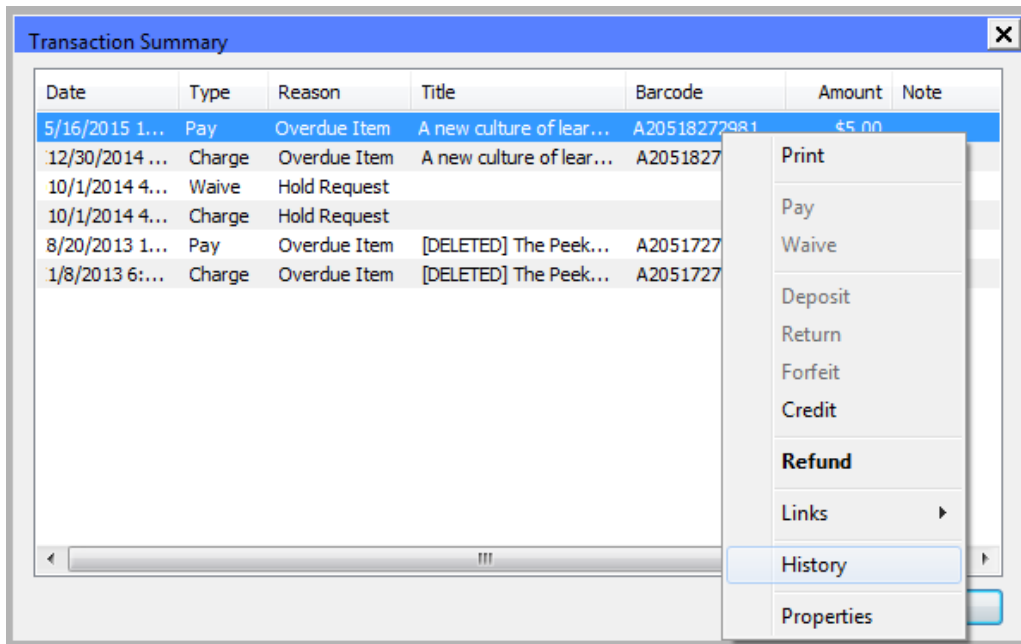 Transaction Summary
Date Type Reason Title Barcode Amount Note
5/16/2015 1... Pay Overdue Item A new culture of lear... A20518272981 $5.00
12/30/2014 ... Charge Overdue Item A new culture of lear... A2051827
10/1/2014 4... Waive Hold Request
10/1/2014 4... Charge Hold Request
8/20/2013 1... Pay Overdue Item [DELETED] The Peek... A2051727
1/8/2013 6:... Charge Overdue Item [DELETED] The Peek... A2051727
Print
Pay
Waive
Deposit
Return
Forfeit
Credit
Refund
Links
History
Properties